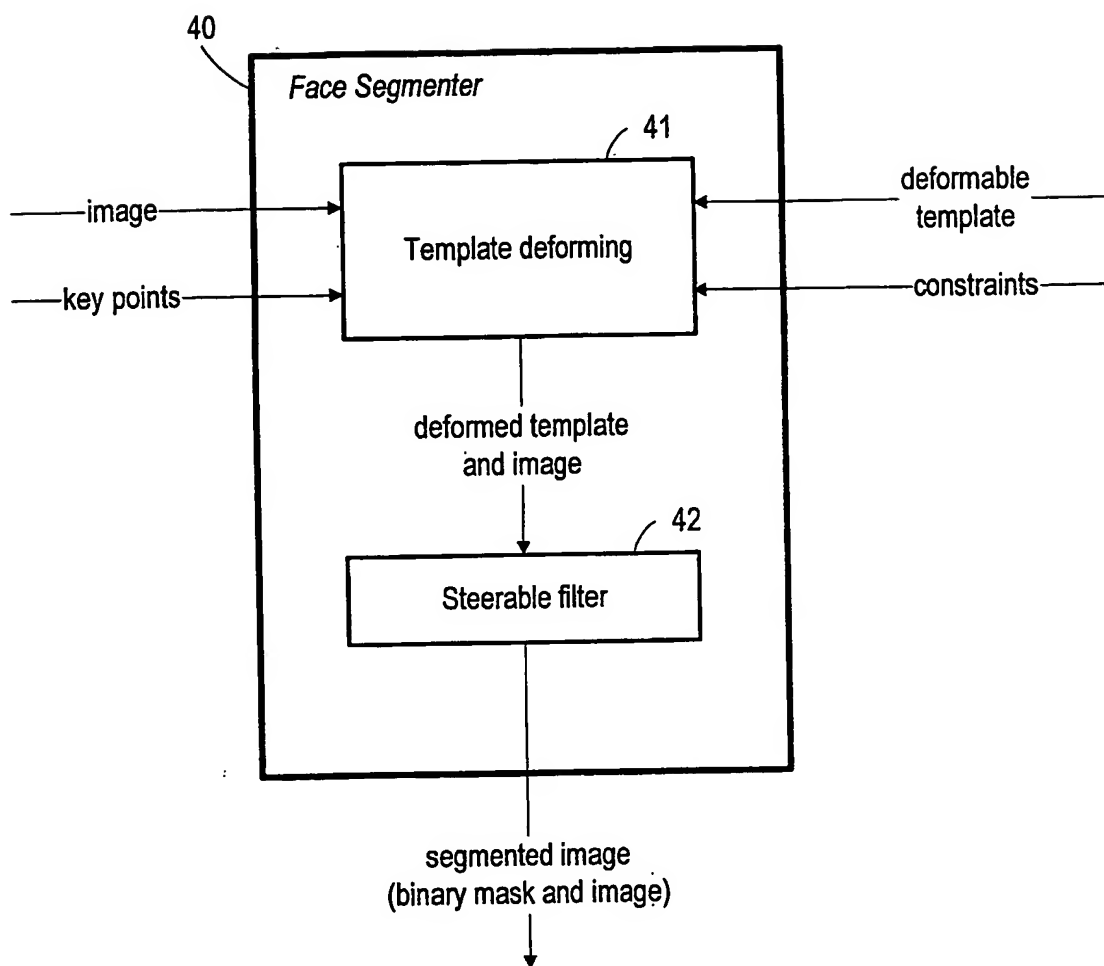 40
Face Segmenter
41
image
deformable
template
Template deforming
key points
constraints
deformed template
and image
42
Steerable filter
segmented image
(binary mask and image)